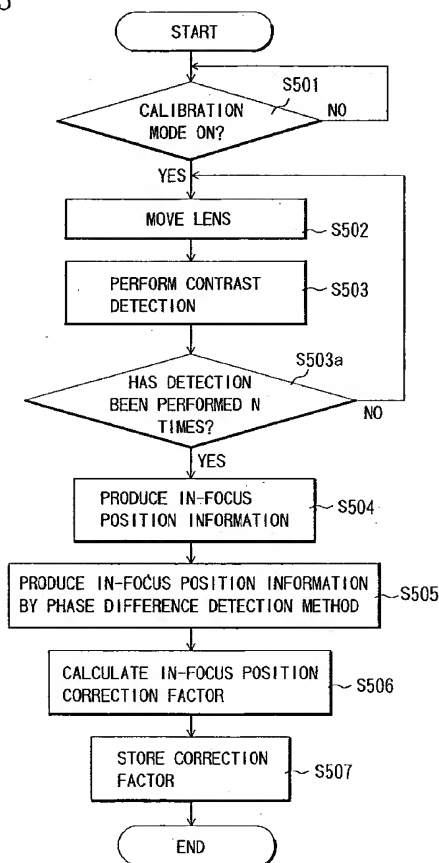 START
S501
CALIBRATION
MODE ON?
NO
YES
MOVE LENS
S502
PERFORM CONTRAST
DETECTION
S503
S503a
HAS DETECTION
BEEN PERFORMED N
TIMES?
NO
YES
PRODUCE IN-FOCUS
POSITION INFORMATION
S504
PRODUCE IN-FOCUS POSITION INFORMATION
BY PHASE DIFFERENCE DETECTION METHOD
S505
CALCULATE IN-FOCUS POSITION
CORRECTION FACTOR
S506
STORE CORRECTION
FACTOR
S507
END